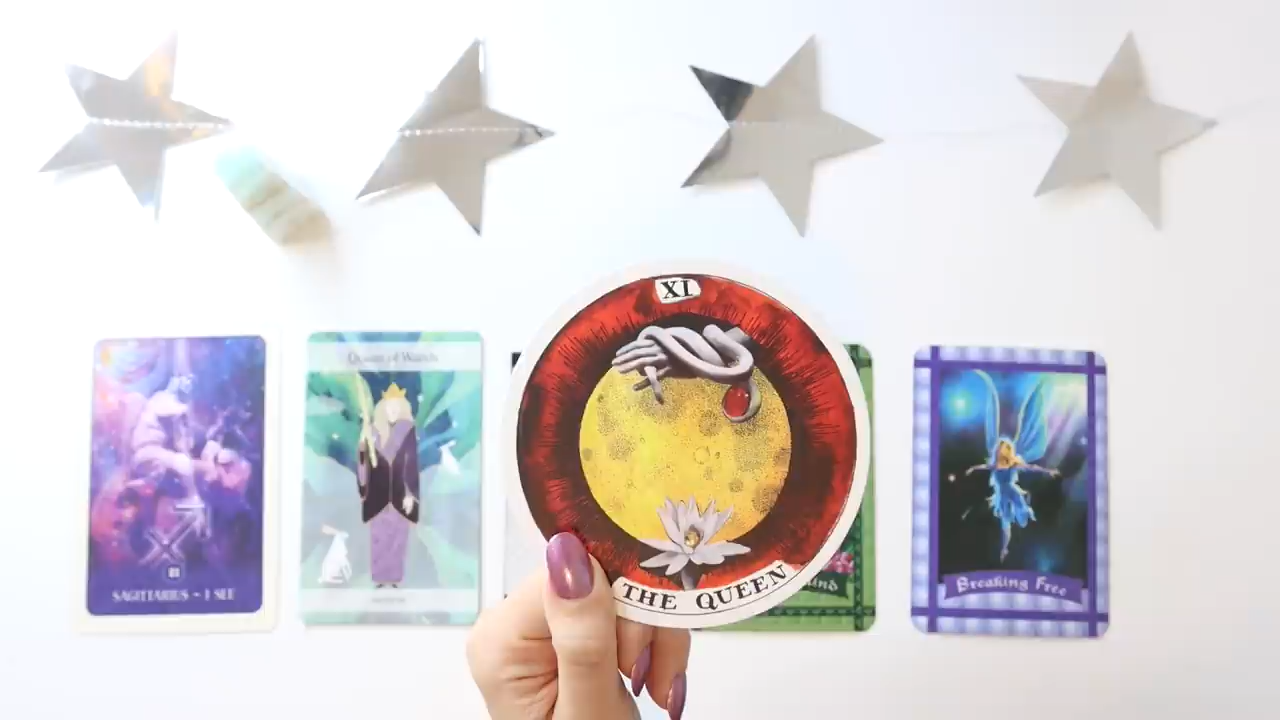 XI
THE QUEEN
SAGITTARIUS - I SEE
Queen of Wands
Breaking Free